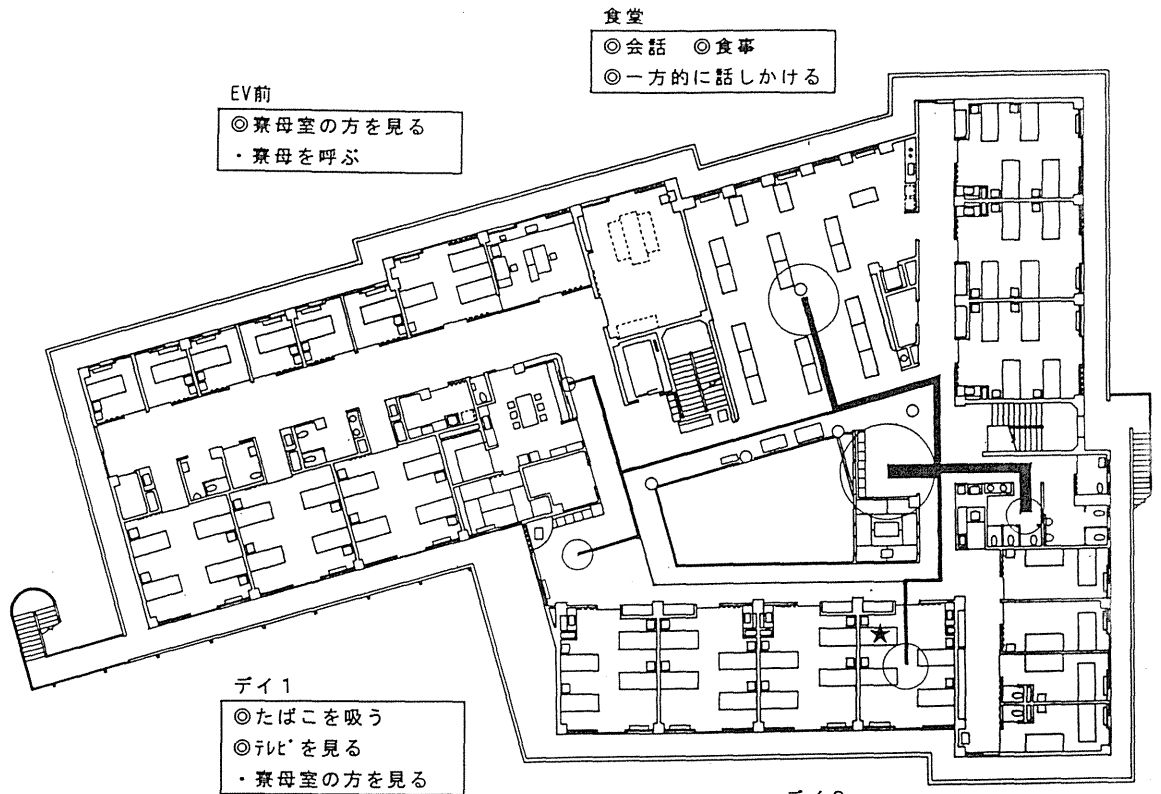 食堂
◎会話 ◎食事
◎一方的に話しかける
EV前
◎寮母室の方を見る
・寮母を呼ぶ
デイ1
◎たばこを吸う
◎ﾃﾚﾋﾞを見る
・寮母室の方を見る